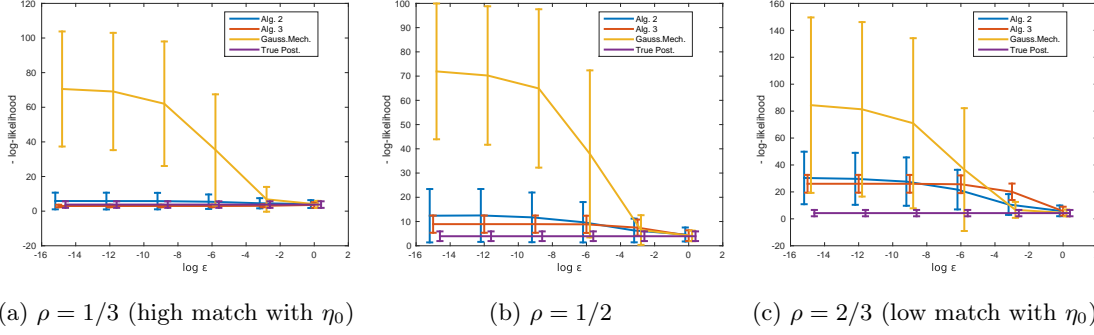 120
100
80
60
40
20
0
-20
-16 -14 -12 -10 -8 -6 -4 -2 0 2
- log-likelihood
log ε
Alg. 2
Alg. 3
Gauss.Mech.
True Post.
100
90
80
70
60
50
40
30
20
10
0
-16 -14 -12 -10 -8 -6 -4 -2 0 2
- log-likelihood
log ε
Alg. 2
Alg. 3
Gauss.Mech.
True Post.
160
140
120
100
80
60
40
20
0
-20
-16 -14 -12 -10 -8 -6 -4 -2 0 2
- log-likelihood
log ε
Alg. 2
Alg. 3
Gauss.Mech.
True Post.
a) ρ = 1/3 (high match with η₀)
(b) ρ = 1/2
(c) ρ = 2/3 (low match with η₀)